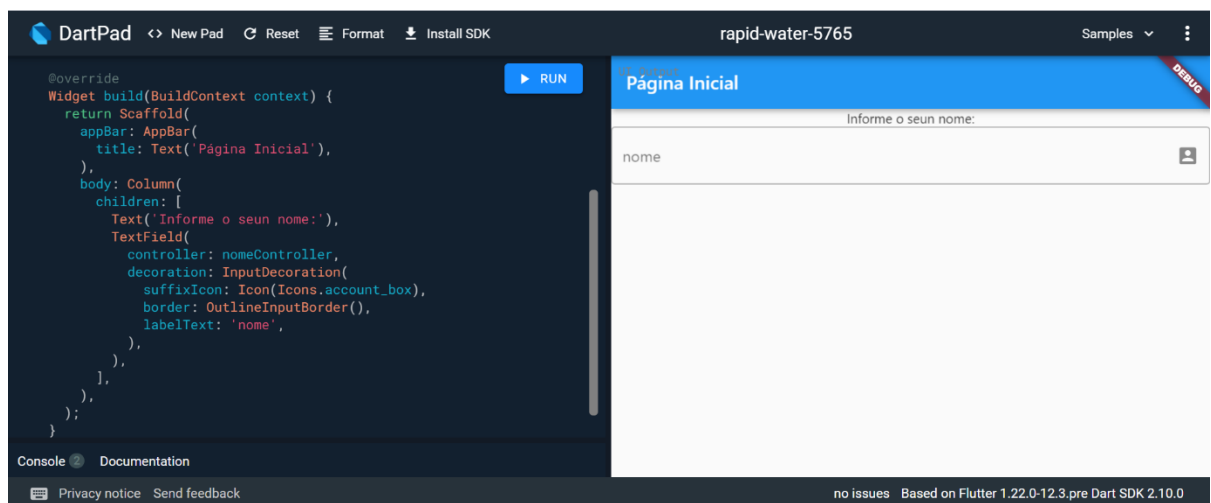 DartPad <> New Pad Reset Format Install SDK rapid-water-5765 Samples
@override
Widget build(BuildContext context) {
return Scaffold(
appBar: AppBar(
title: Text('Página Inicial'),
),
body: Column(
children: [
Text('Informe o seun nome:'),
TextField(
controller: nomeController,
decoration: InputDecoration(
suffixIcon: Icon(Icons.account_box),
border: OutlineInputBorder(),
labelText: 'nome',
),
),
],
),
);
}
RUN
Console 2 Documentation
Página Inicial
DEBUG
Informe o seun nome:
nome
Privacy notice Send feedback no issues Based on Flutter 1.22.0-12.3.pre Dart SDK 2.10.0